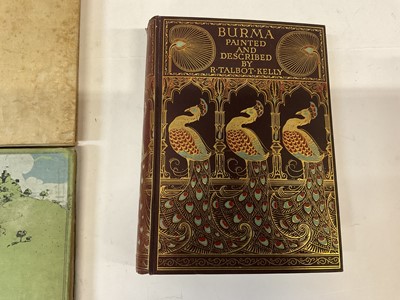 BURMA
PAINTED
AND
DESCRIBED
BY
R·TALBOT·KELLY